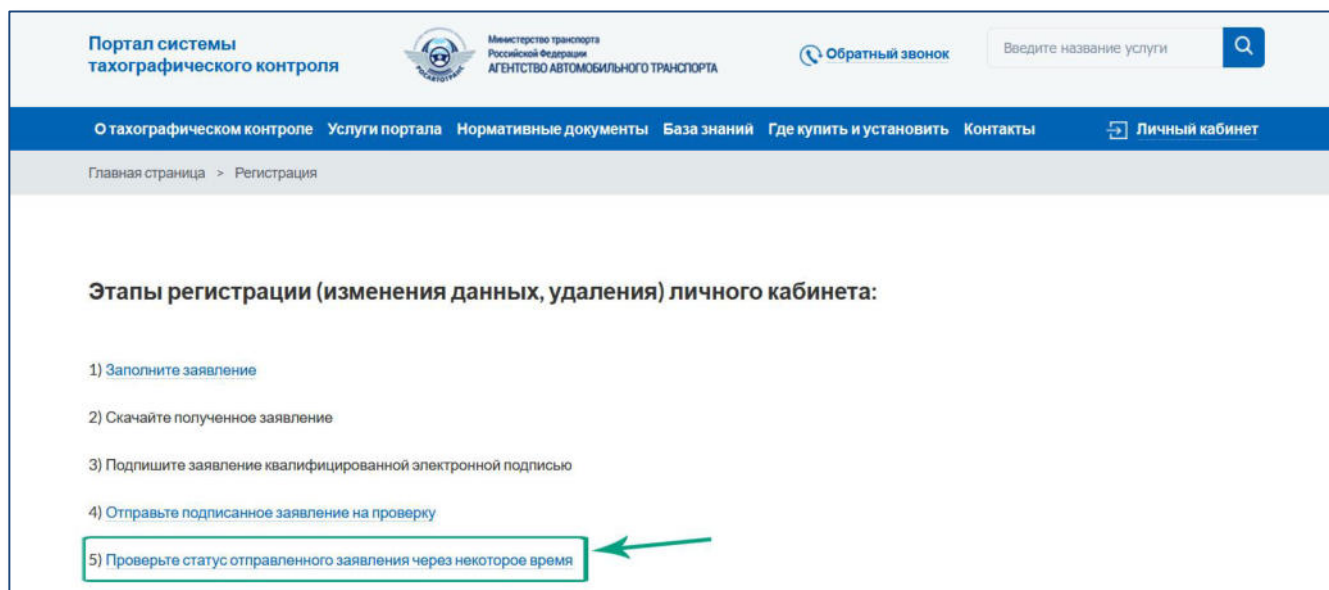 Портал системы
тахографического контроля
РОСАВТОТРАНС
Министерство транспорта
Российской Федерации
АГЕНТСТВО АВТОМОБИЛЬНОГО ТРАНСПОРТА
Обратный звонок
Введите название услуги
О тахографическом контроле Услуги портала Нормативные документы База знаний Где купить и установить Контакты Личный кабинет
Главная страница > Регистрация
Этапы регистрации (изменения данных, удаления) личного кабинета:
1) Заполните заявление
2) Скачайте полученное заявление
3) Подпишите заявление квалифицированной электронной подписью
4) Отправьте подписанное заявление на проверку
5) Проверьте статус отправленного заявления через некоторое время